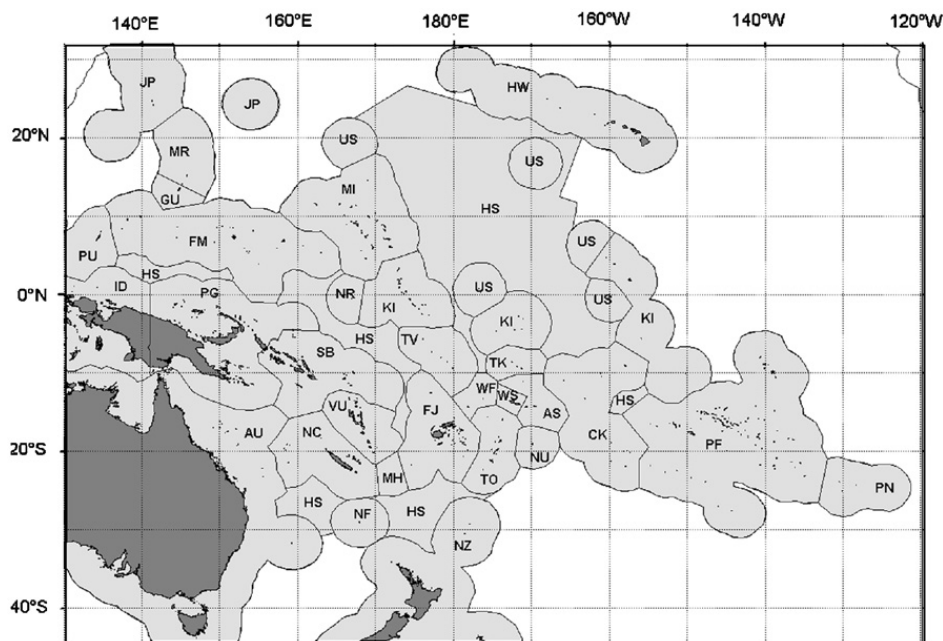 140°E 160°E 180°E 160°W 140°W 120°W
JP
HW
JP
20°N
US
MR
US
MI
GU
HS
FM
US
PU
HS
ID
PG
NR
US
US
0°N
KI
KI
KI
HS
TV
SB
TK
WF
WS
VU
FJ
AS
HS
AU
NC
CK
PF
20°S
NU
MH
TO
PN
HS
NF
HS
NZ
40°S